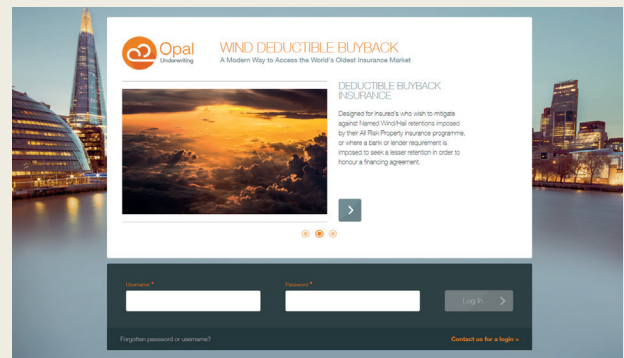 Opal
Underwriting
WIND DEDUCTIBLE BUYBACK
A Modern Way to Access the World's Oldest Insurance Market
DEDUCTIBLE BUYBACK
INSURANCE
Designed for insured's who wish to mitigate
against Named Wind/Hail retentions imposed
by their All Risk Property insurance programme,
or where a bank or lender requirement is
imposed to seek a lesser retention in order to
honour a financing agreement.
Username *
Password *
Log In
Forgotten password or username?
Contact us for a login >